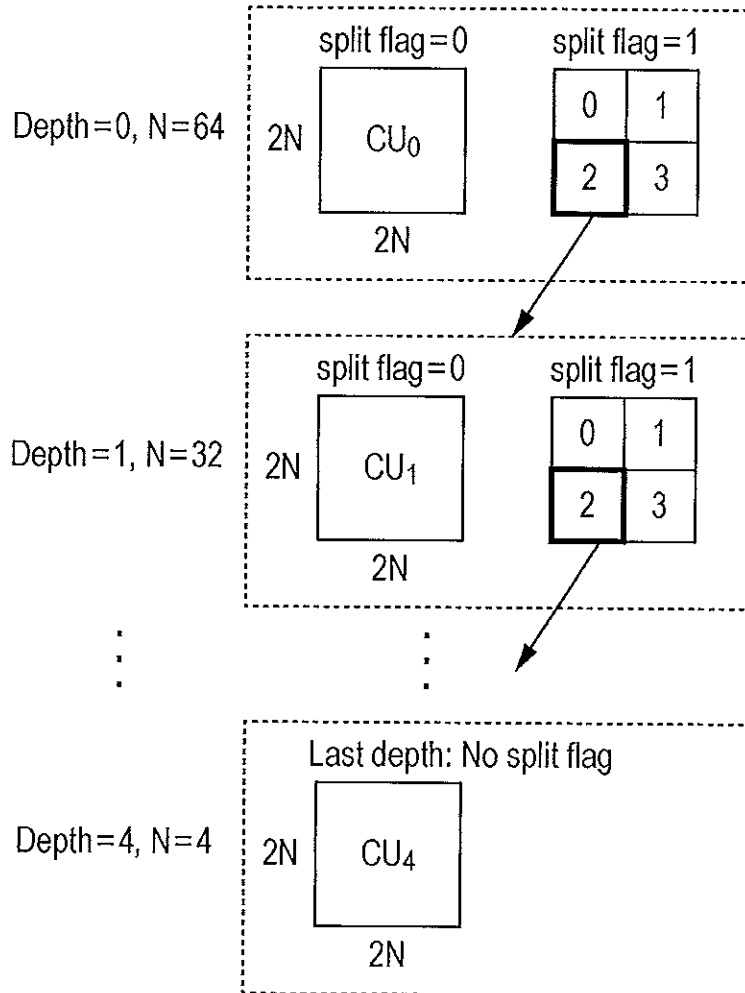 split flag=0 split flag=1
Depth=0, N=64 2N CU0 0 1
2 3
2N
split flag=0 split flag=1
Depth=1, N=32 2N CU1 0 1
2 3
2N
Last depth: No split flag
Depth=4, N=4 2N CU4
2N